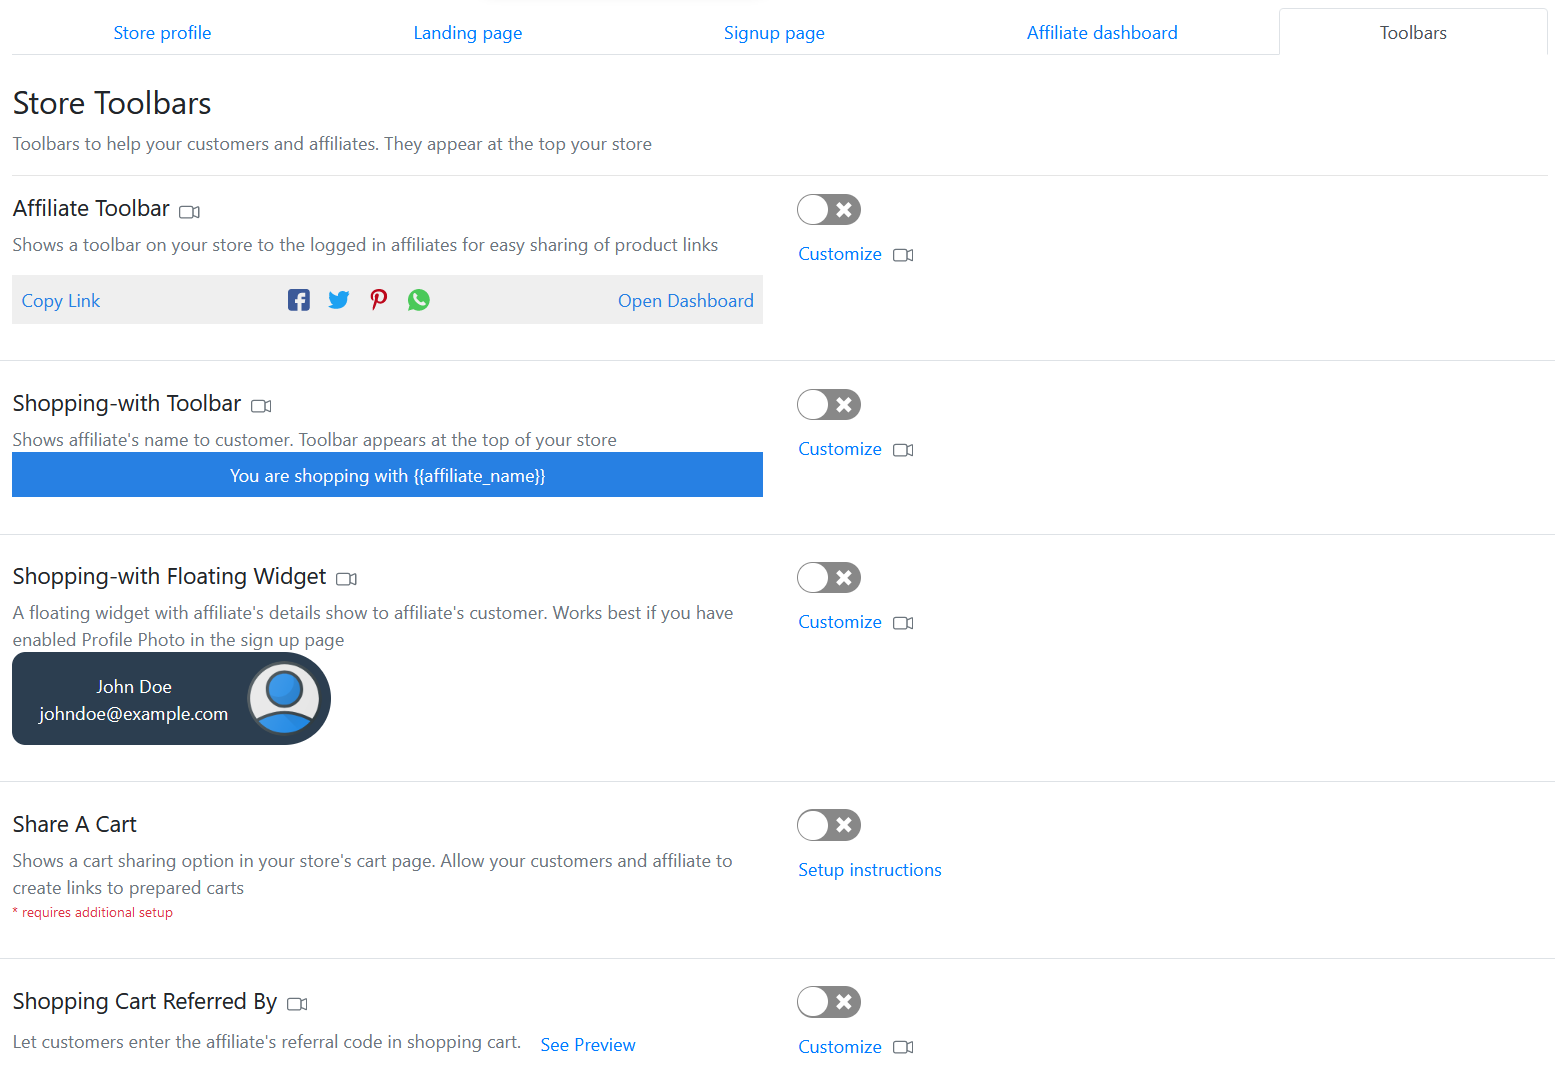 Store profile
Landing page
Signup page
Affiliate dashboard
Toolbars
Store Toolbars
Toolbars to help your customers and affiliates. They appear at the top your store
Affiliate Toolbar
Shows a toolbar on your store to the logged in affiliates for easy sharing of product links
Customize
Copy Link
Open Dashboard
Shopping-with Toolbar
Shows affiliate's name to customer. Toolbar appears at the top of your store
Customize
You are shopping with {{affiliate_name}}
Shopping-with Floating Widget
A floating widget with affiliate's details show to affiliate's customer. Works best if you have
enabled Profile Photo in the sign up page
Customize
John Doe
johndoe@example.com
Share A Cart
Shows a cart sharing option in your store's cart page. Allow your customers and affiliate to
create links to prepared carts
* requires additional setup
Setup instructions
Shopping Cart Referred By
Let customers enter the affiliate's referral code in shopping cart.
See Preview
Customize